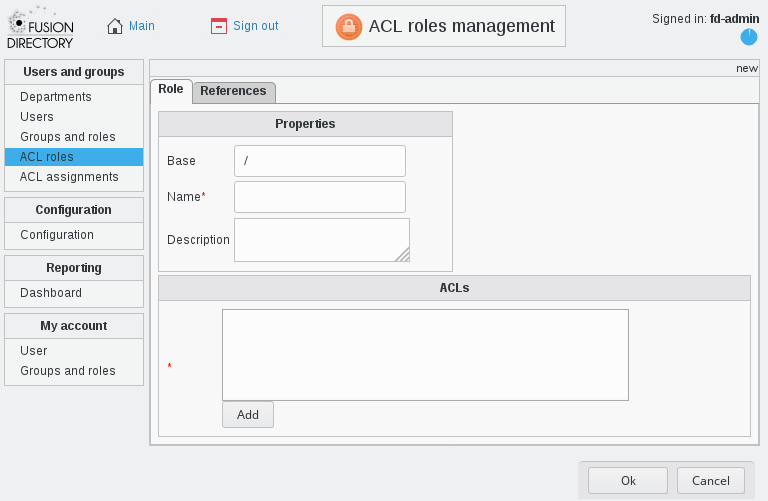 FUSION
DIRECTORY
Main
Sign out
ACL roles management
Signed in: fd-admin
Users and groups
Departments
Users
Groups and roles
ACL roles
ACL assignments
Configuration
Configuration
Reporting
Dashboard
My account
User
Groups and roles
new
Role
References
Properties
Base
/
Name*
Description
ACLs
*
Add
Ok
Cancel